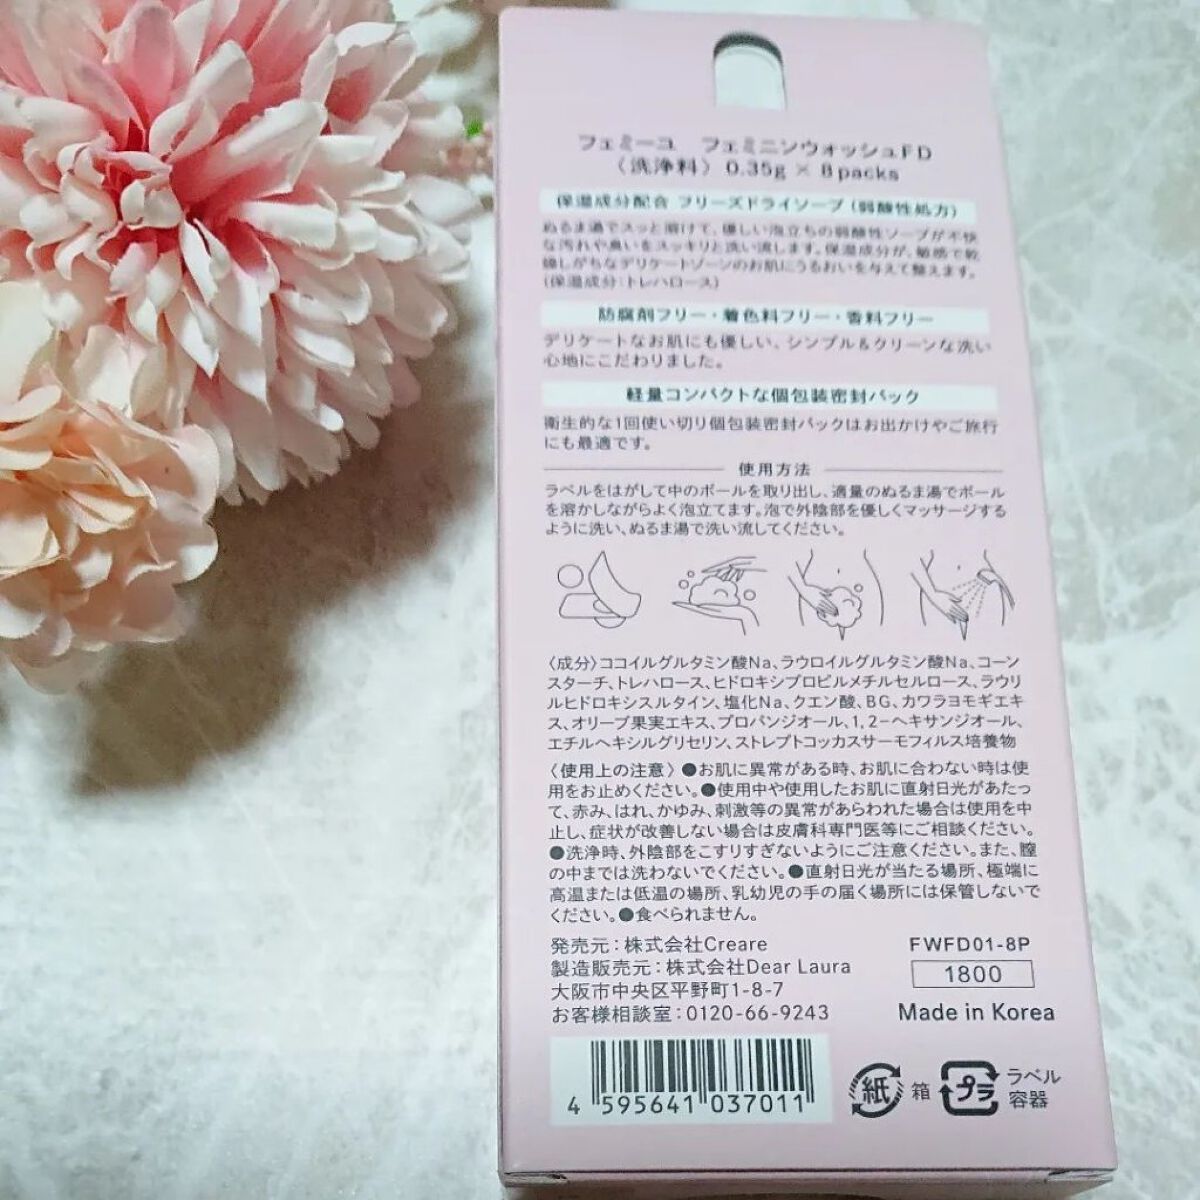 フェミーユ　フェミニンウォッシュFD
〈洗浄料〉 0.35g × 8packs
保湿成分配合 フリーズドライソープ（弱酸性処方）
ぬるま湯でスッと溶けて、優しい泡立ちの弱酸性ソープが不快
な汚れや臭いをスッキリと洗い流します。保湿成分が、敏感で乾
燥しがちなデリケートゾーンのお肌にうるおいを与えて整えます。
（保湿成分：トレハロース）
防腐剤フリー・着色料フリー・香料フリー
デリケートなお肌にも優しい、シンプル＆クリーンな洗い
心地にこだわりました。
軽量コンパクトな個包装密封パック
衛生的な1回使い切り個包装密封パックはお出かけやご旅行
にも最適です。
使用方法
ラベルをはがして中のボールを取り出し、適量のぬるま湯でボール
を溶かしながらよく泡立てます。泡で外陰部を優しくマッサージする
ように洗い、ぬるま湯で洗い流してください。
〈成分〉ココイルグルタミン酸Na、ラウロイルグルタミン酸Na、コーン
スターチ、トレハロース、ヒドロキシプロピルメチルセルロース、ラウリ
ルヒドロキシスルタイン、塩化Na、クエン酸、BG、カワラヨモギエキ
ス、オリーブ果実エキス、プロパンジオール、1,2-ヘキサンジオール、
エチルヘキシルグリセリン、ストレプトコッカスサーモフィルス培養物
〈使用上の注意〉●お肌に異常がある時、お肌に合わない時は使
用をお止めください。●使用中や使用したお肌に直射日光があたっ
て、赤み、はれ、かゆみ、刺激等の異常があらわれた場合は使用を中
止し、症状が改善しない場合は皮膚科専門医等にご相談ください。
●洗浄時、外陰部をこすりすぎないようにご注意ください。また、膣
の中までは洗わないでください。●直射日光が当たる場所、極端に
高温または低温の場所、乳幼児の手の届く場所には保管しないで
ください。●食べられません。
発売元：株式会社Creare
製造販売元：株式会社Dear Laura
大阪市中央区平野町1-8-7
お客様相談室：0120-66-9243
FWFD01-8P
1800
Made in Korea
4 595641 037011
紙 箱
プラ ラベル
容器